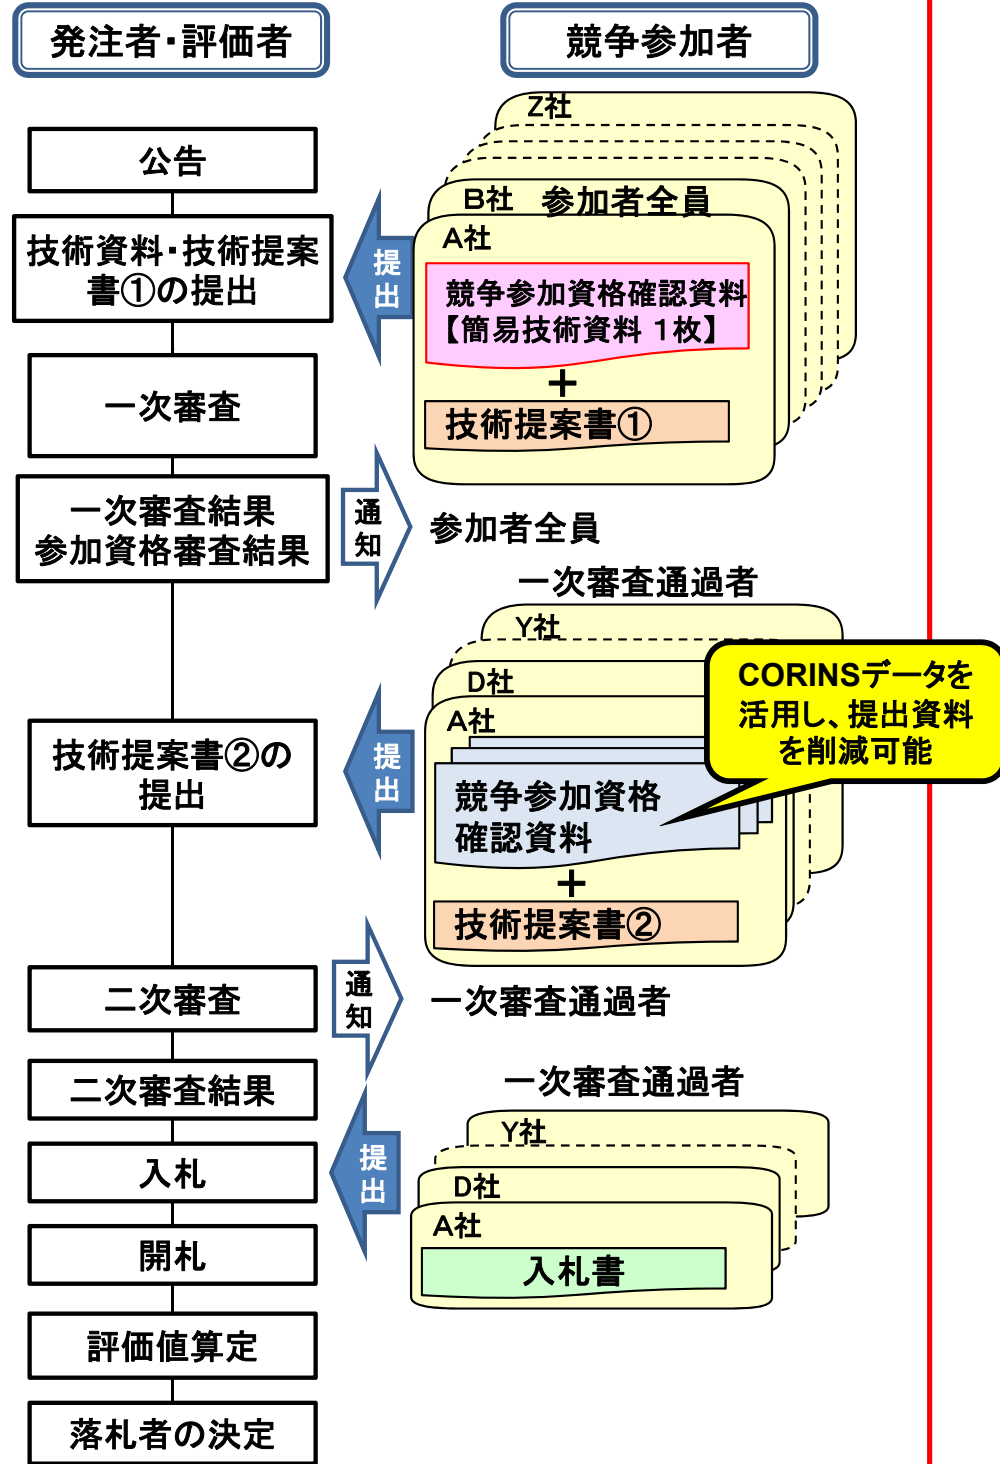 発注者・評価者
競争参加者
公告
技術資料・技術提案
書①の提出
一次審査
一次審査結果
参加資格審査結果
技術提案書②の
提出
二次審査
二次審査結果
入札
開札
評価値算定
落札者の決定
Z社
B社 参加者全員
A社
提
出
競争参加資格確認資料
【簡易技術資料 1枚】
＋
技術提案書①
通
知
参加者全員
一次審査通過者
Y社
D社
A社
CORINSデータを
活用し、提出資料
を削減可能
提
出
競争参加資格
確認資料
＋
技術提案書②
通
知
一次審査通過者
一次審査通過者
Y社
D社
A社
提
出
入札書